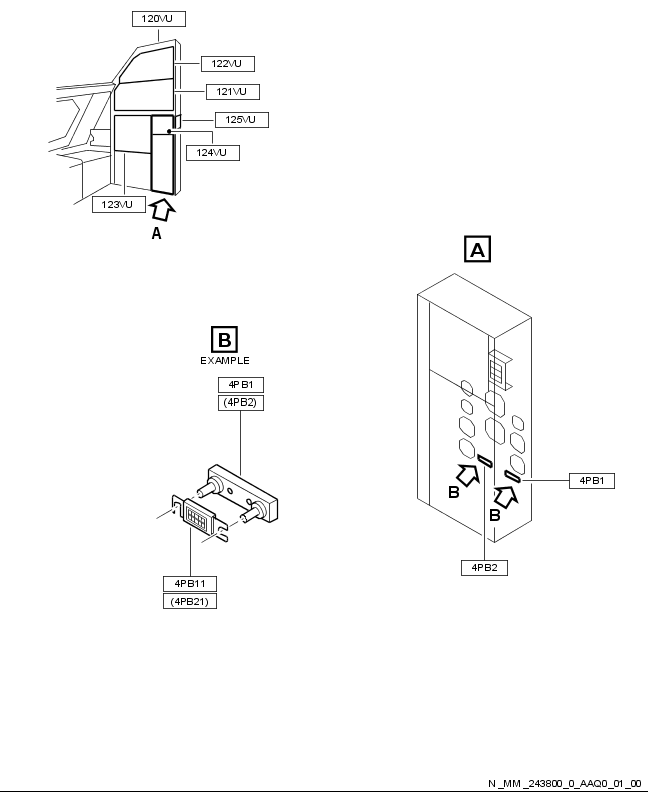 120VU
122VU
121VU
125VU
124VU
123VU
A
A
B
EXAMPLE
4PB1
(4PB2)
4PB1
B
B
4PB2
4PB11
(4PB21)
N_MM_243800_0_AAQ0_01_00